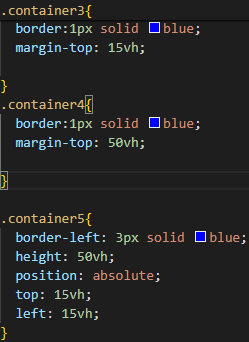 .container3{
border:1px solid blue;
margin-top: 15vh;
}
.container4{
border:1px solid blue;
margin-top: 50vh;
}
.container5{
border-left: 3px solid blue;
height: 50vh;
position: absolute;
top: 15vh;
left: 15vh;
}